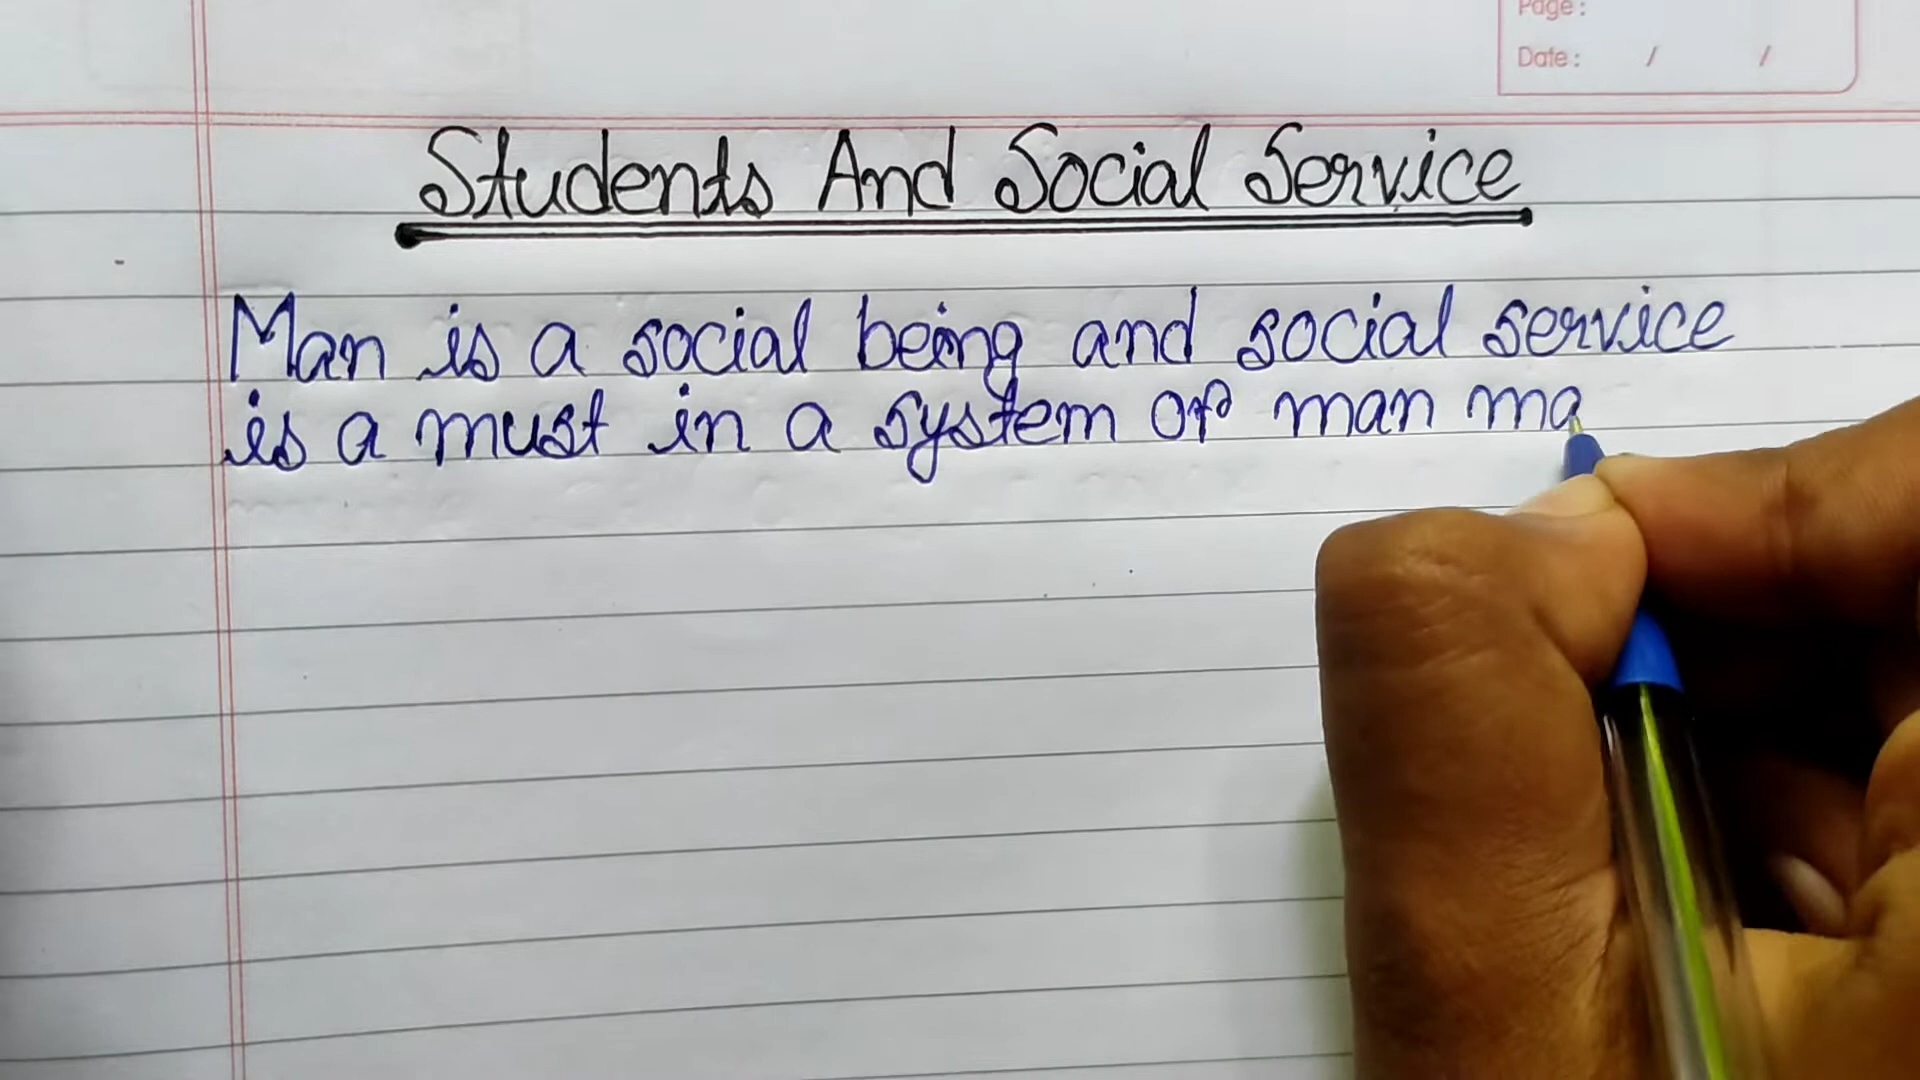 Page:
Date: / /
Students And Social Service
Man is a social being and social service
is a must in a system of man ma